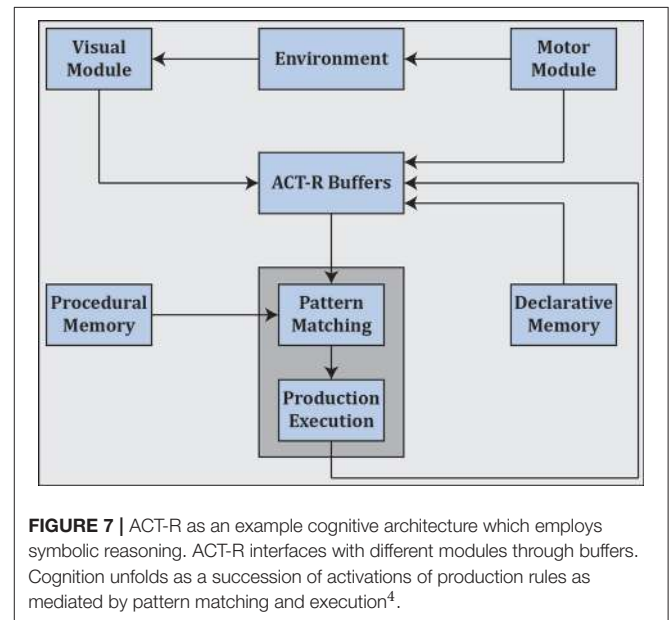 Visual
Module
Environment
Motor
Module
ACT-R Buffers
Procedural
Memory
Pattern
Matching
Declarative
Memory
Production
Execution
FIGURE 7 | ACT-R as an example cognitive architecture which employs
symbolic reasoning. ACT-R interfaces with different modules through buffers.
Cognition unfolds as a succession of activations of production rules as
mediated by pattern matching and execution⁴.